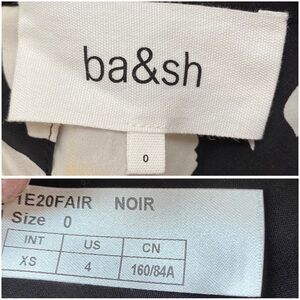 ba&sh
0
1E20FAIR NOIR
Size 0
INT US CN
XS 4 160/84A